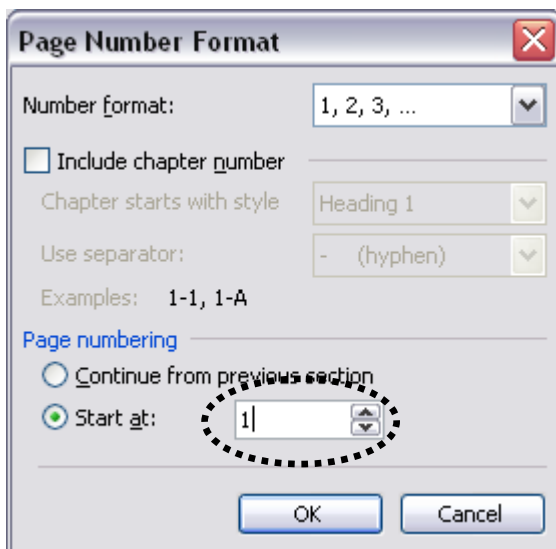 Page Number Format
Number format: 1, 2, 3, ...
Include chapter number
Chapter starts with style Heading 1
Use separator: - (hyphen)
Examples: 1-1, 1-A
Page numbering
Continue from previous section
Start at: 1
OK Cancel